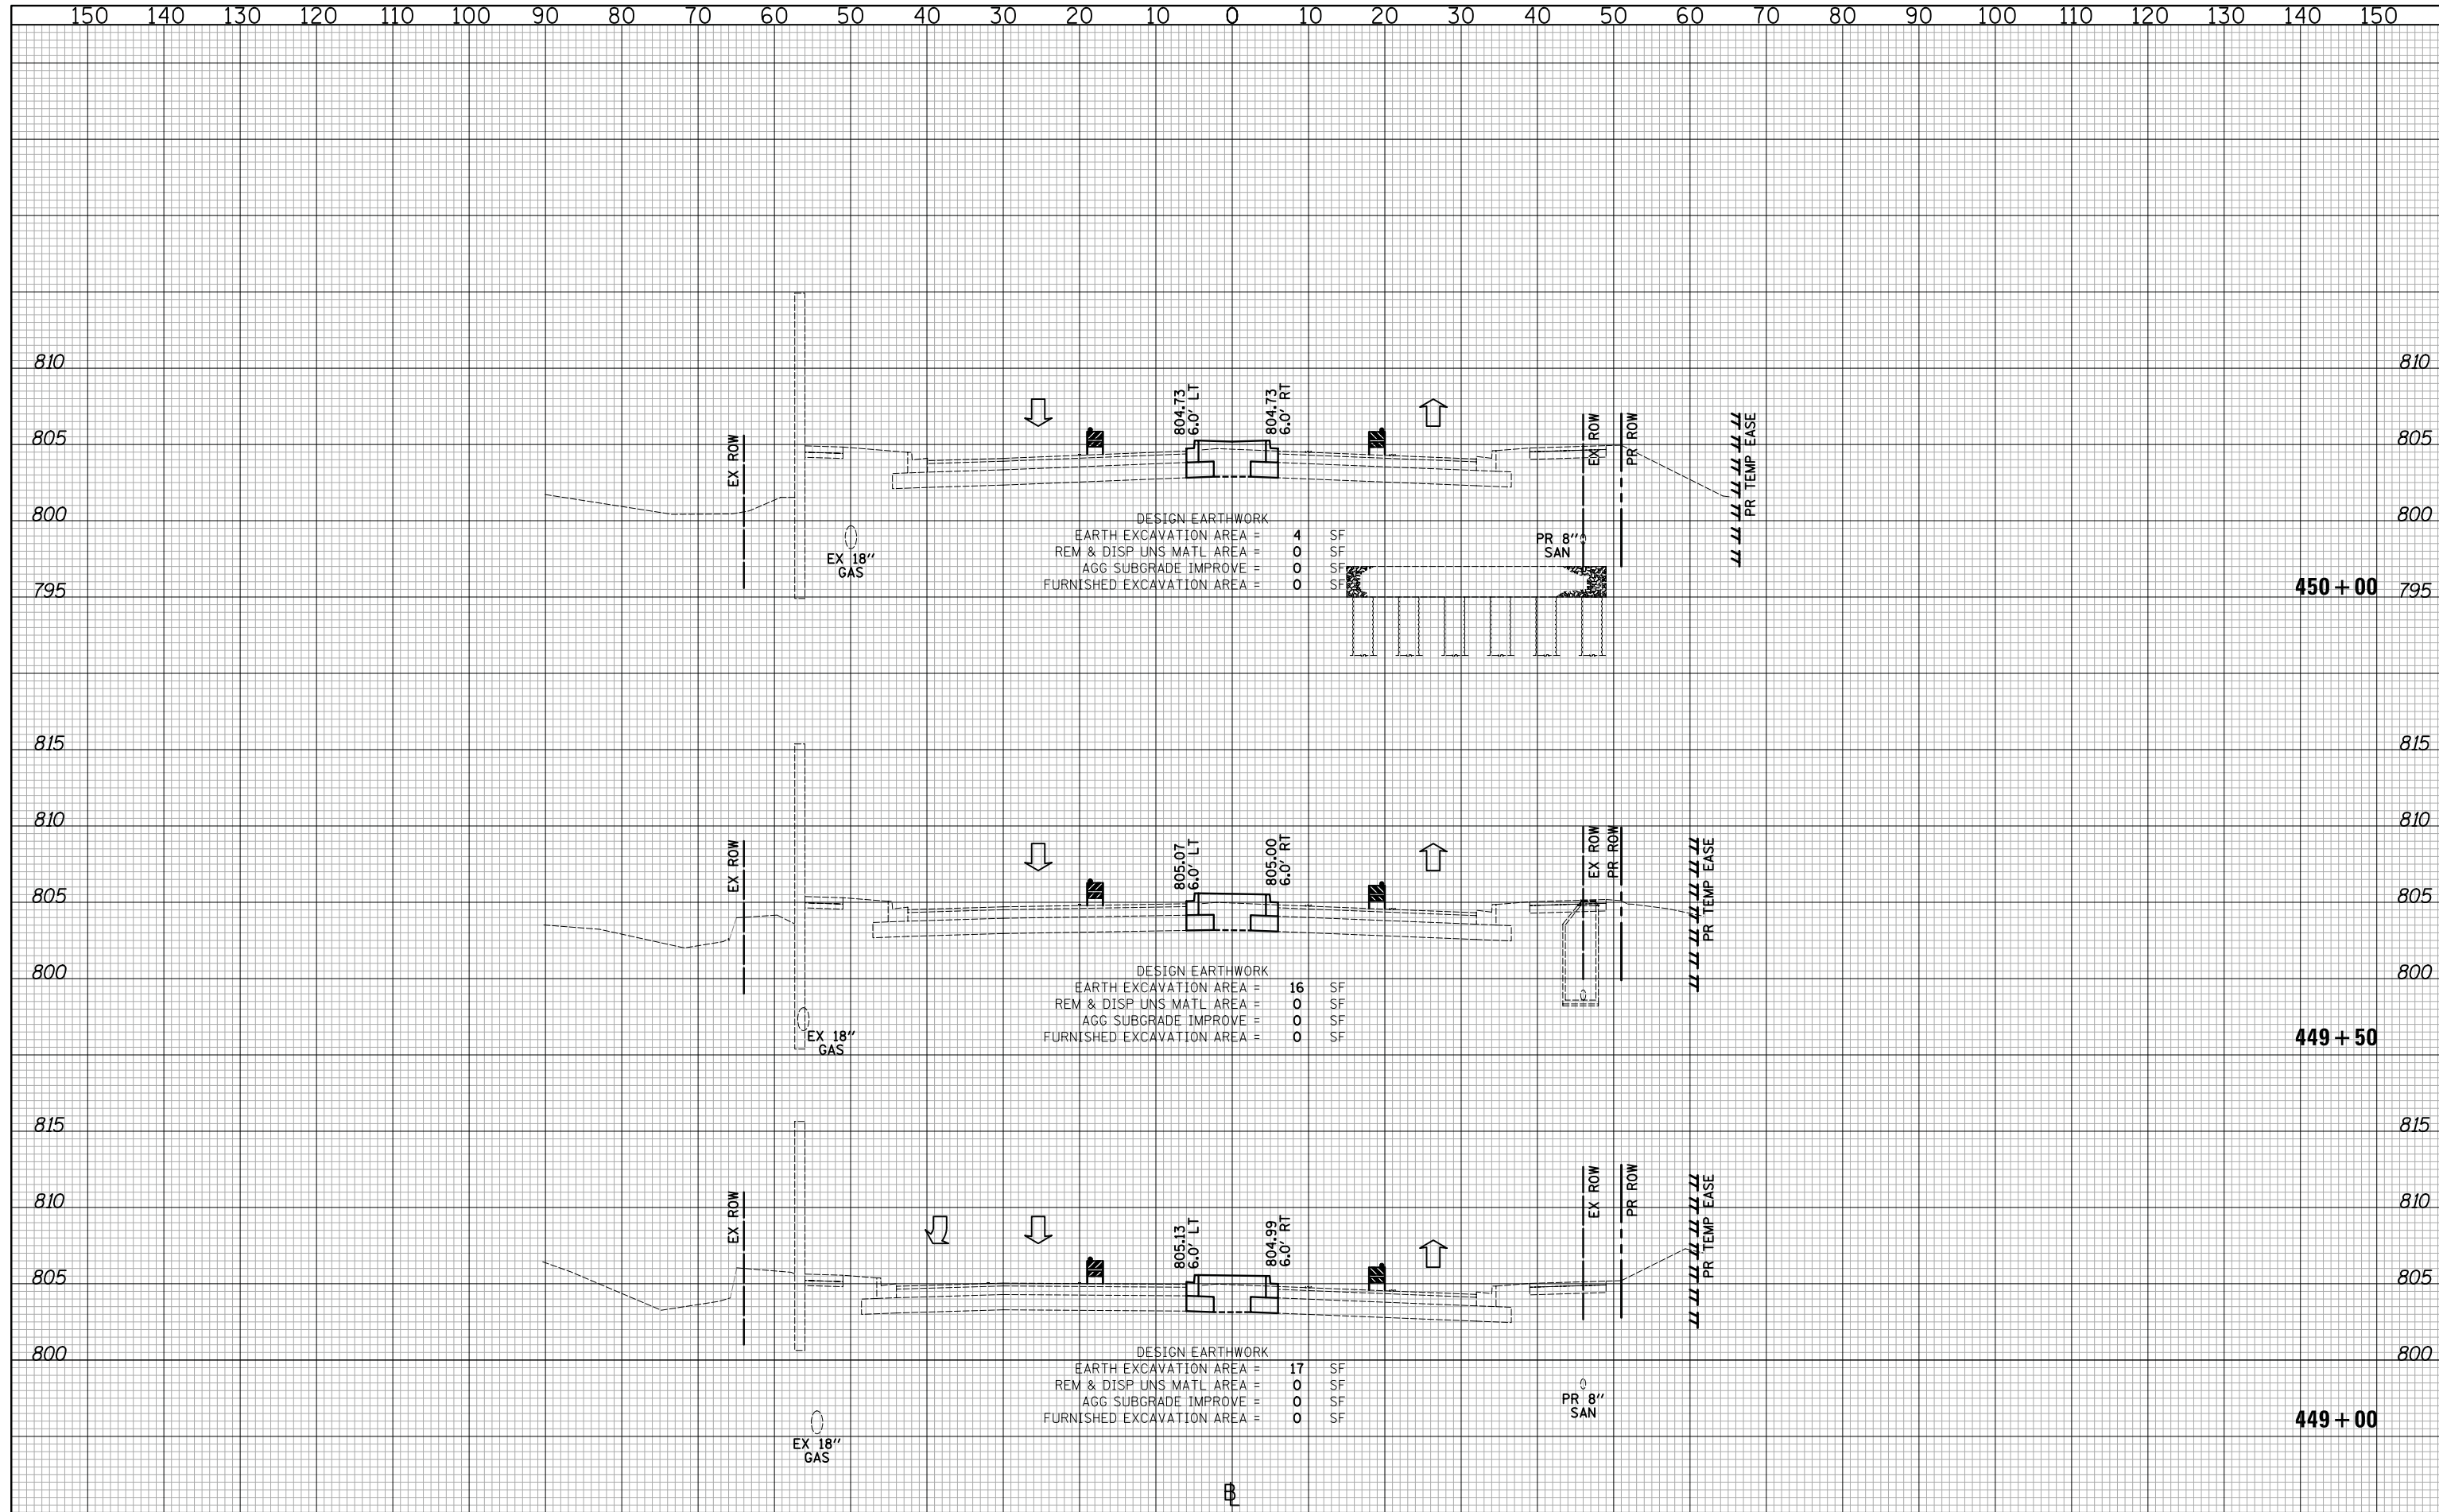 150 140 130 120 110 100 90 80 70 60 50 40 30 20 10 0 10 20 30 40 50 60 70 80 90 100 110 120 130 140 150
810 810
804.73
6.0' LT
804.73
6.0' RT
805 805
EX ROW
EX ROW
PR ROW
PR TEMP EASE
800 800
DESIGN EARTHWORK
EARTH EXCAVATION AREA = 4 SF
REM & DISP UNS MATL AREA = 0 SF
AGG SUBGRADE IMPROVE = 0 SF
FURNISHED EXCAVATION AREA = 0 SF
EX 18"
GAS
PR 8"
SAN
795 450+00 795
815 815
810 810
805.07
6.0' LT
805.00
6.0' RT
EX ROW
EX ROW
PR ROW
PR TEMP EASE
805 805
800 800
DESIGN EARTHWORK
EARTH EXCAVATION AREA = 16 SF
REM & DISP UNS MATL AREA = 0 SF
AGG SUBGRADE IMPROVE = 0 SF
FURNISHED EXCAVATION AREA = 0 SF
EX 18"
GAS
449+50
815 815
810 810
EX ROW
805.13
6.0' LT
804.99
6.0' RT
EX ROW
PR ROW
PR TEMP EASE
805 805
800 800
DESIGN EARTHWORK
EARTH EXCAVATION AREA = 17 SF
REM & DISP UNS MATL AREA = 0 SF
AGG SUBGRADE IMPROVE = 0 SF
FURNISHED EXCAVATION AREA = 0 SF
PR 8"
SAN
449+00
EX 18"
GAS
BL